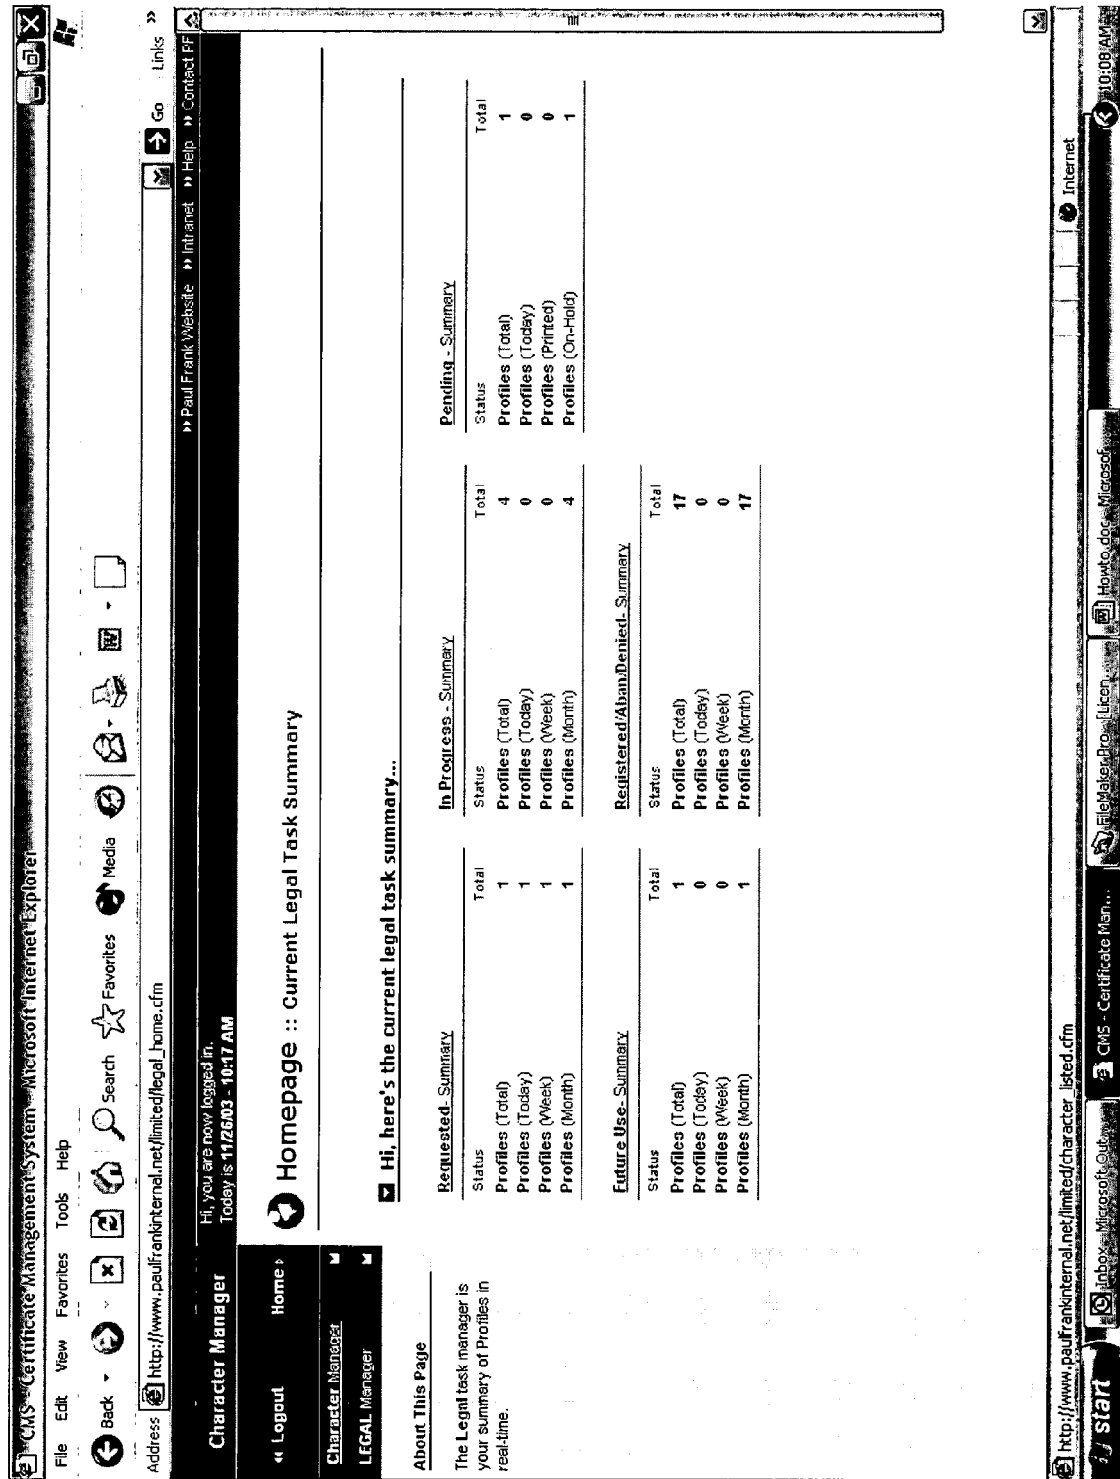 CMS - Certificate Management System - Microsoft Internet Explorer
File Edit View Favorites Tools Help
Back Search Favorites Media
Address http://www.paulfrankinternal.net/limited/legal_home.cfm Go Links »
Character Manager
Hi, you are now logged in.
Today is 11/26/03 - 10:17 AM
›› Paul Frank Website ›› Intranet ›› Help ›› Contact PF
‹‹ Logout Home ›
Character Manager
LEGAL Manager
About This Page
The Legal task manager is
your summary of Profiles in
real-time.
Homepage :: Current Legal Task Summary
Hi, here's the current legal task summary...
Requested- Summary
Status Total
Profiles (Total) 1
Profiles (Today) 1
Profiles (Week) 1
Profiles (Month) 1
In Progress - Summary
Status Total
Profiles (Total) 4
Profiles (Today) 0
Profiles (Week) 0
Profiles (Month) 4
Pending - Summary
Status Total
Profiles (Total) 1
Profiles (Today) 0
Profiles (Printed) 0
Profiles (On-Hold) 1
Future Use- Summary
Status Total
Profiles (Total) 1
Profiles (Today) 0
Profiles (Week) 0
Profiles (Month) 1
Registered/Aban/Denied- Summary
Status Total
Profiles (Total) 17
Profiles (Today) 0
Profiles (Week) 0
Profiles (Month) 17
http://www.paulfrankinternal.net/limited/character_listed.cfm Internet
start Inbox - Microsoft Out... CMS - Certificate Man... FileMaker Pro - [Licen... Howto.doc - Microsof... 10:08 AM